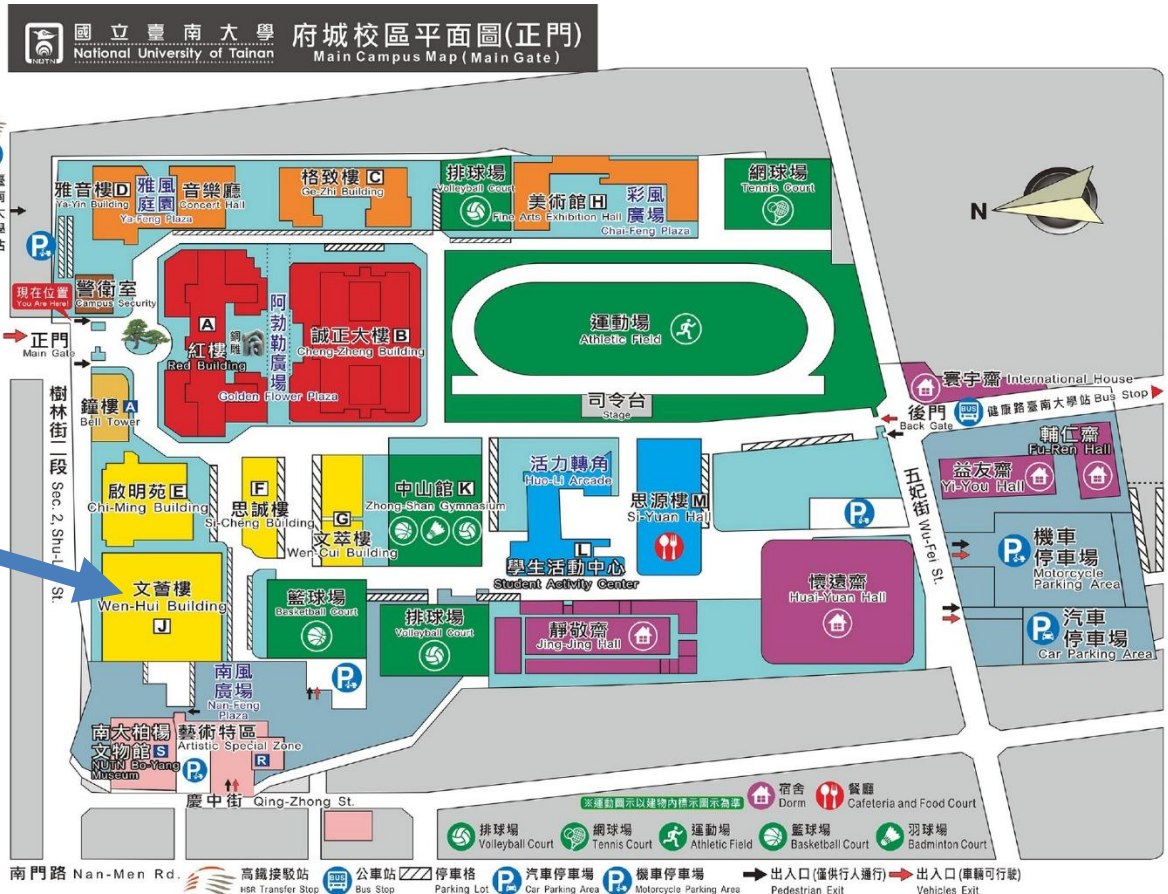 國立臺南大學
National University of Tainan
NUTN
府城校區平面圖(正門)
Main Campus Map (Main Gate)
雅音樓 D
Ya-Yin Building
雅風庭園
Ya-Feng Plaza
音樂廳
Concert Hall
格致樓 C
Ge-Zhi Building
排球場
Volleyball Court
美術館 H
Fine Arts Exhibition Hall
彩風廣場
Chai-Feng Plaza
網球場
Tennis Court
N
P
警衛室
Campus Security
現在位置
You Are Here!
正門
Main Gate
A
紅樓
Red Building
銅雕
阿勃勒廣場
Golden Flower Plaza
誠正大樓 B
Cheng-Zheng Building
運動場
Athletic Field
司令台
Stage
寰宇齋 International House
後門
Back Gate
BUS
健康路臺南大學站 Bus Stop
鐘樓 A
Bell Tower
樹林街二段 Sec. 2, Shu-L
St.
啟明苑 E
Chi-Ming Building
F
思誠樓
Si-Cheng Building
G
文萃樓
Wen-Cui Building
中山館 K
Zhong-Shan Gymnasium
活力轉角
Huo-Li Arcade
L
學生活動中心
Student Activity Center
思源樓 M
Si-Yuan Hall
P
五妃街 Wu-Fei St.
輔仁齋
Fu-Ren Hall
益友齋
Yi-You Hall
P
機車停車場
Motorcycle Parking Area
P
汽車停車場
Car Parking Area
文薈樓
Wen-Hui Building
J
籃球場
Basketball Court
排球場
Volleyball Court
靜敬齋
Jing-Jing Hall
懷遠齋
Huai-Yuan Hall
P
南風廣場
Nan-Feng Plaza
南大柏楊文物館 S
NUTN Bo-Yang Museum
藝術特區
Artistic Special Zone
R
P
慶中街 Qing-Zhong St.
※運動圖示以建物內標示圖示為準
宿舍
Dorm
餐廳
Cafeteria and Food Court
排球場
Volleyball Court
網球場
Tennis Court
運動場
Athletic Field
籃球場
Basketball Court
羽球場
Badminton Court
南門路 Nan-Men Rd.
高鐵接駁站
HSR Transfer Stop
BUS
公車站
Bus Stop
停車格
Parking Lot
P
汽車停車場
Car Parking Area
P
機車停車場
Motorcycle Parking Area
出入口(僅供行人通行)
Pedestrian Exit
出入口(車輛可行駛)
Vehicles Exit